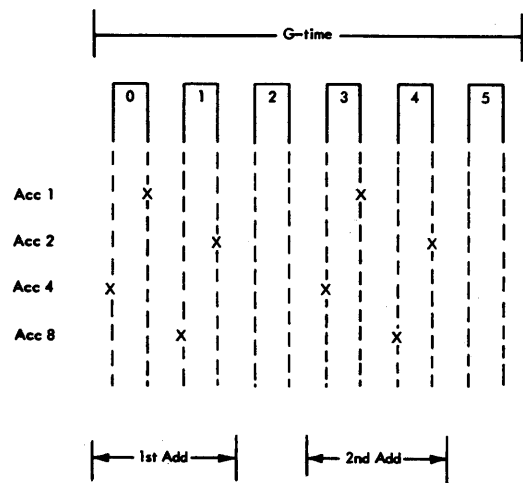 G-time
0 1 2 3 4 5
Acc 1 X X
Acc 2 X X
Acc 4 X X
Acc 8 X X
1st Add 2nd Add